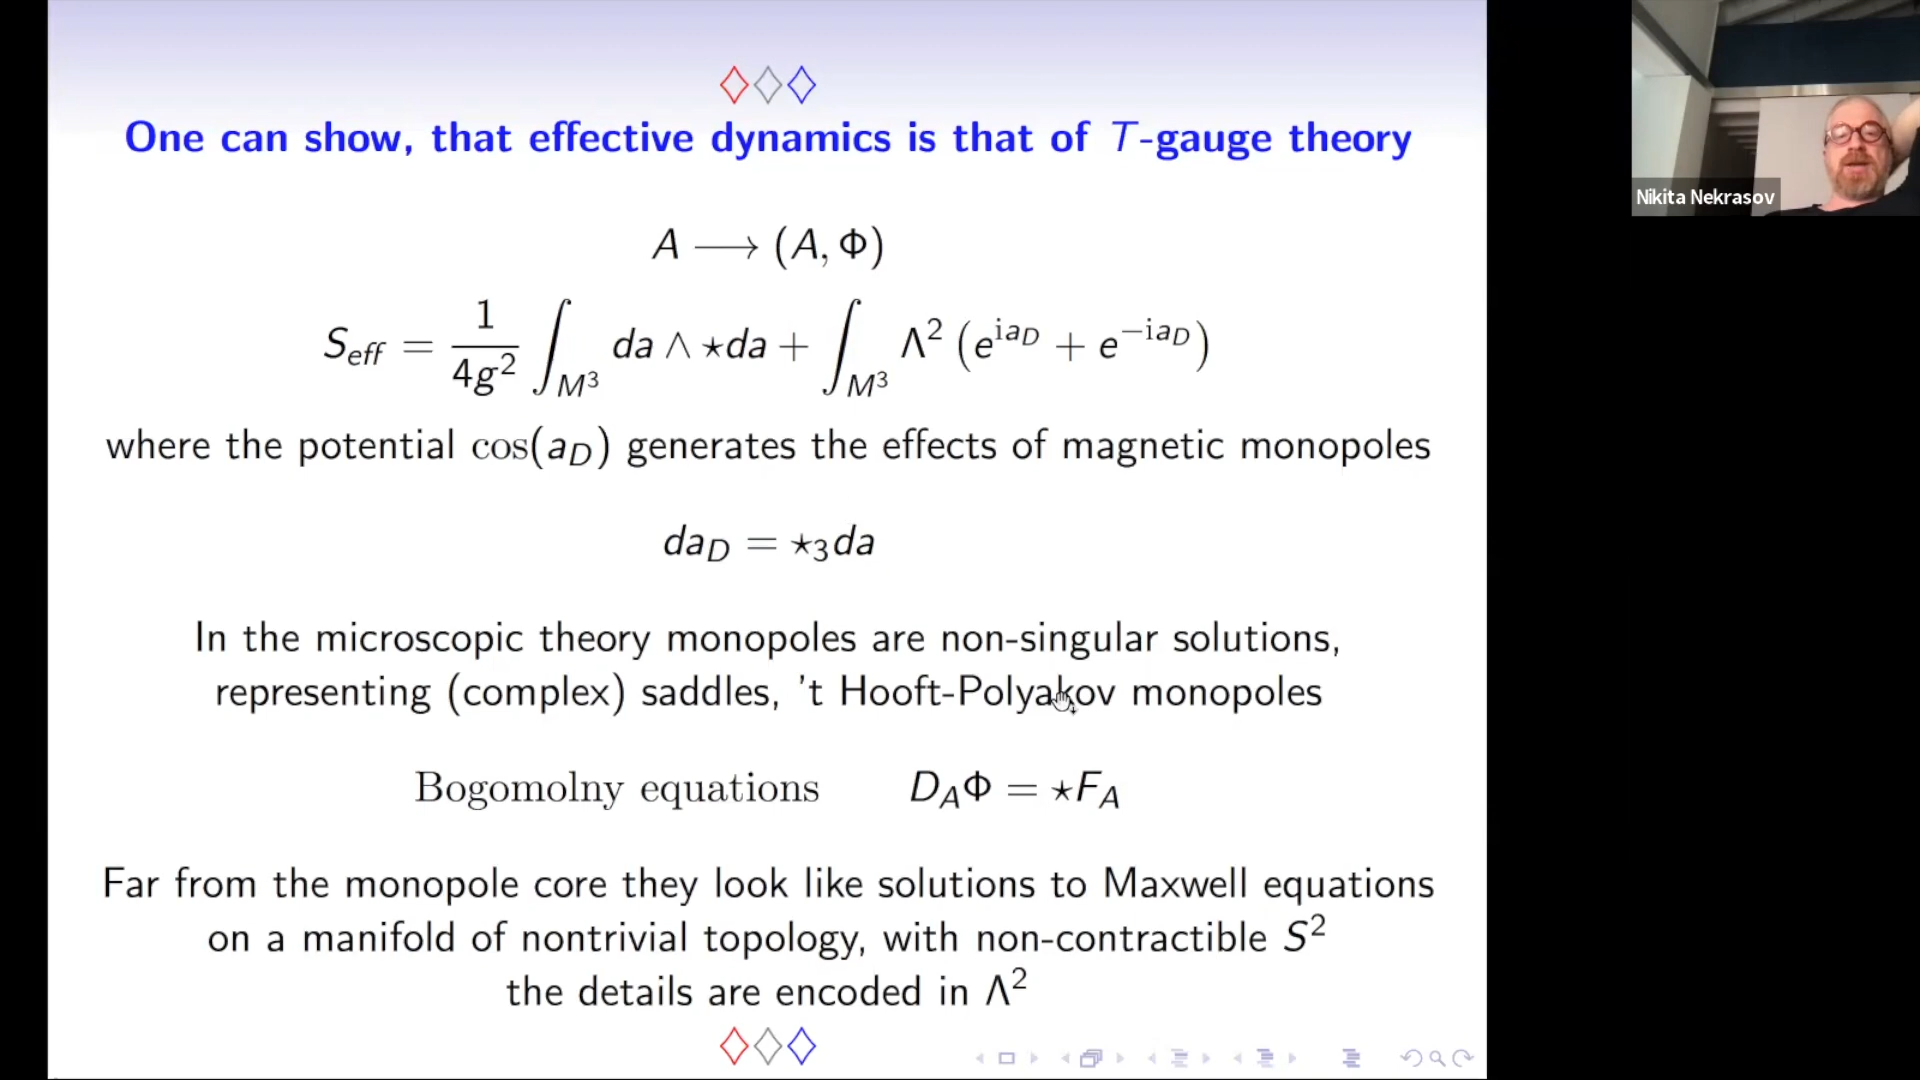 One can show, that effective dynamics is that of T-gauge theory
A ⟶ (A, Φ)
S_eff = 1/4g² ∫_M³ da ∧ ⋆da + ∫_M³ Λ² (e^{ia_D} + e^{−ia_D})
where the potential cos(a_D) generates the effects of magnetic monopoles
da_D = ⋆₃da
In the microscopic theory monopoles are non-singular solutions,
representing (complex) saddles, 't Hooft-Polyakov monopoles
Bogomolny equations D_AΦ = ⋆F_A
Far from the monopole core they look like solutions to Maxwell equations
on a manifold of nontrivial topology, with non-contractible S²
the details are encoded in Λ²
Nikita Nekrasov